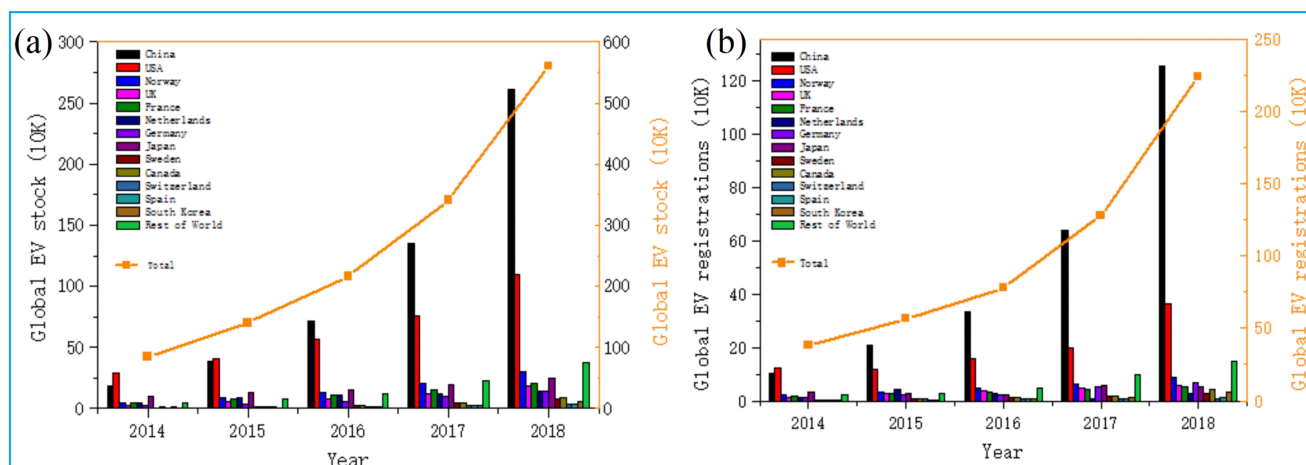 (a)
300
250
200
150
100
50
0
Global EV stock (10K)
China
USA
Norway
UK
France
Netherlands
Germany
Japan
Sweden
Canada
Switzerland
Spain
South Korea
Rest of World
Total
600
500
400
300
200
100
0
Global EV stock (10K)
2014 2015 2016 2017 2018
Year
(b)
120
100
80
60
40
20
0
Global EV registrations (10K)
China
USA
Norway
UK
France
Netherlands
Germany
Japan
Sweden
Canada
Switzerland
Spain
South Korea
Rest of World
Total
250
200
150
100
50
0
Global EV registrations (10K)
2014 2015 2016 2017 2018
Year